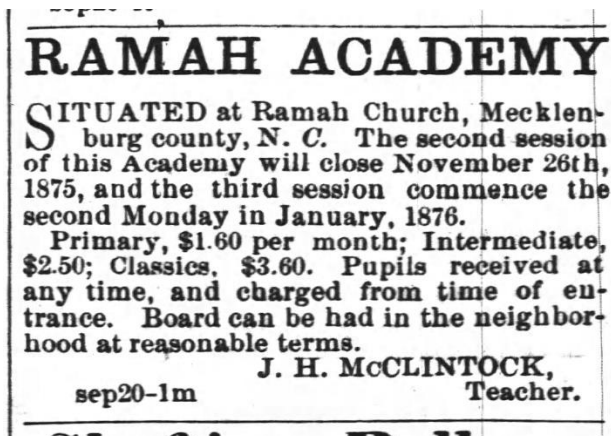 RAMAH ACADEMY
SITUATED at Ramah Church, Mecklen-
burg county, N. C. The second session
of this Academy will close November 26th,
1875, and the third session commence the
second Monday in January, 1876.
Primary, $1.60 per month; Intermediate,
$2.50; Classics, $3.60. Pupils received at
any time, and charged from time of en-
trance. Board can be had in the neighbor-
hood at reasonable terms.
J. H. McCLINTOCK,
sep20-1m Teacher.